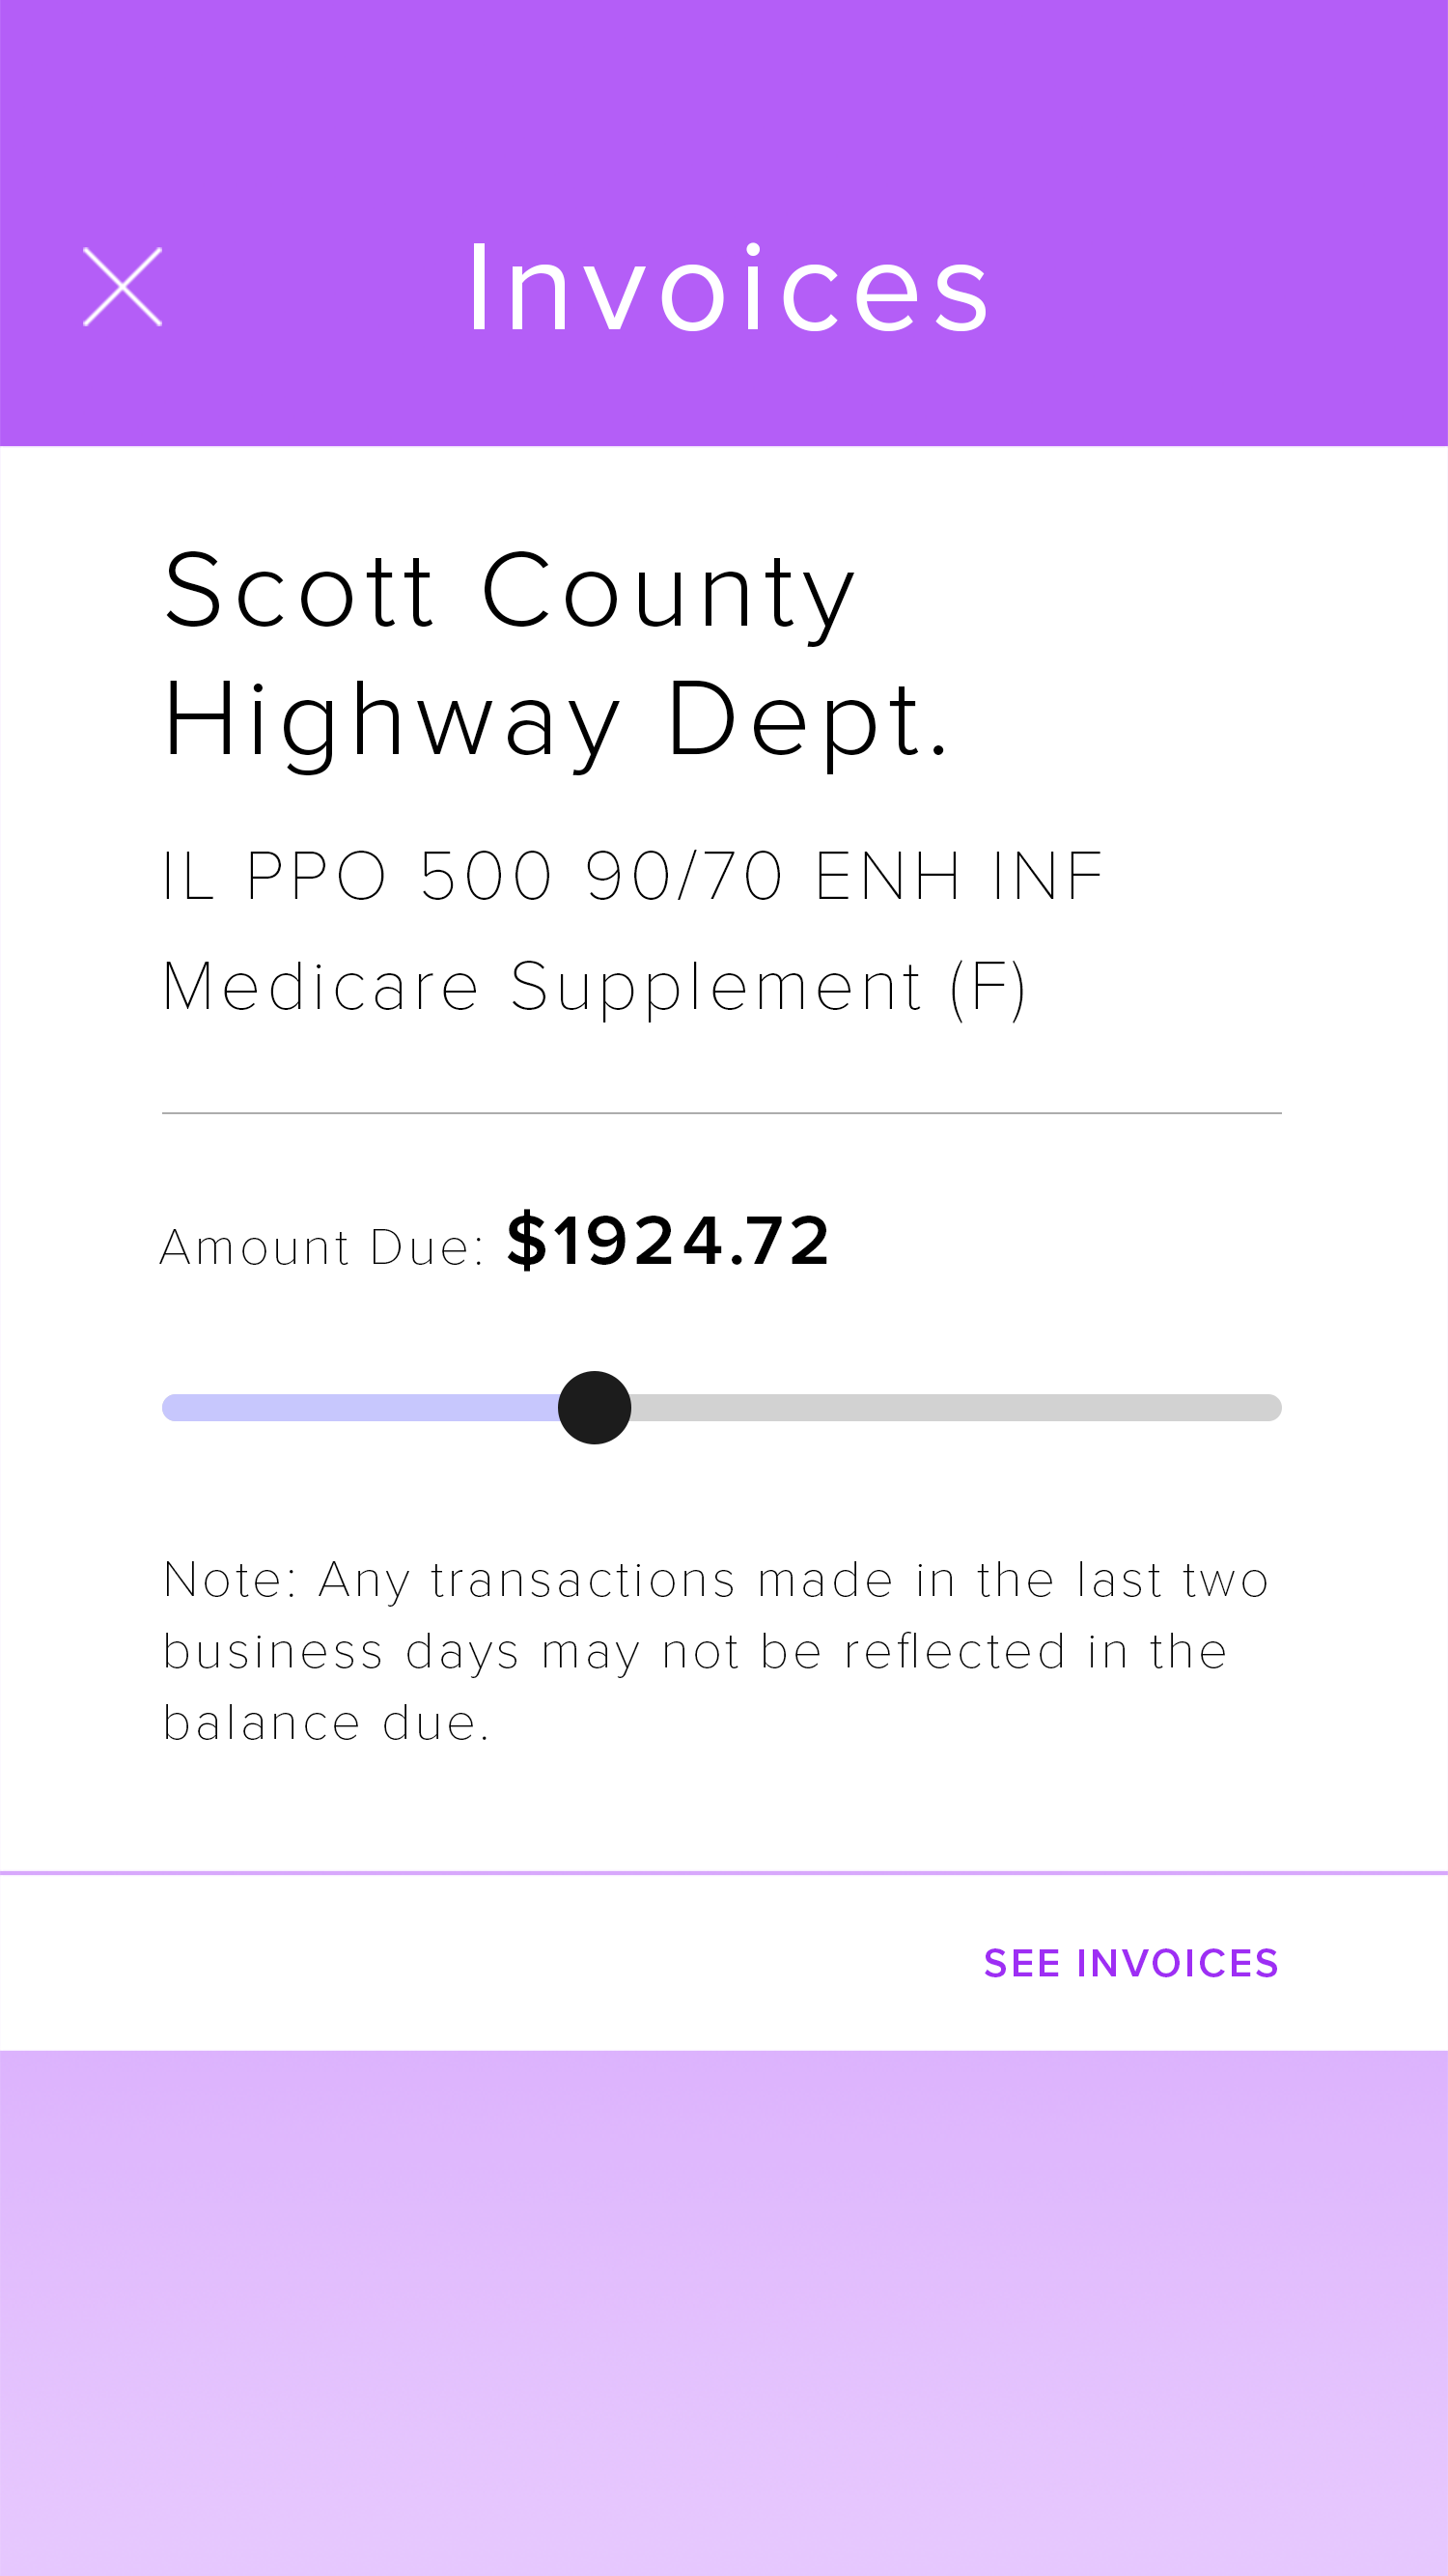 Invoices
Scott County
Highway Dept.
IL PPO 500 90/70 ENH INF
Medicare Supplement (F)
Amount Due: $1924.72
Note: Any transactions made in the last two
business days may not be reflected in the
balance due.
SEE INVOICES